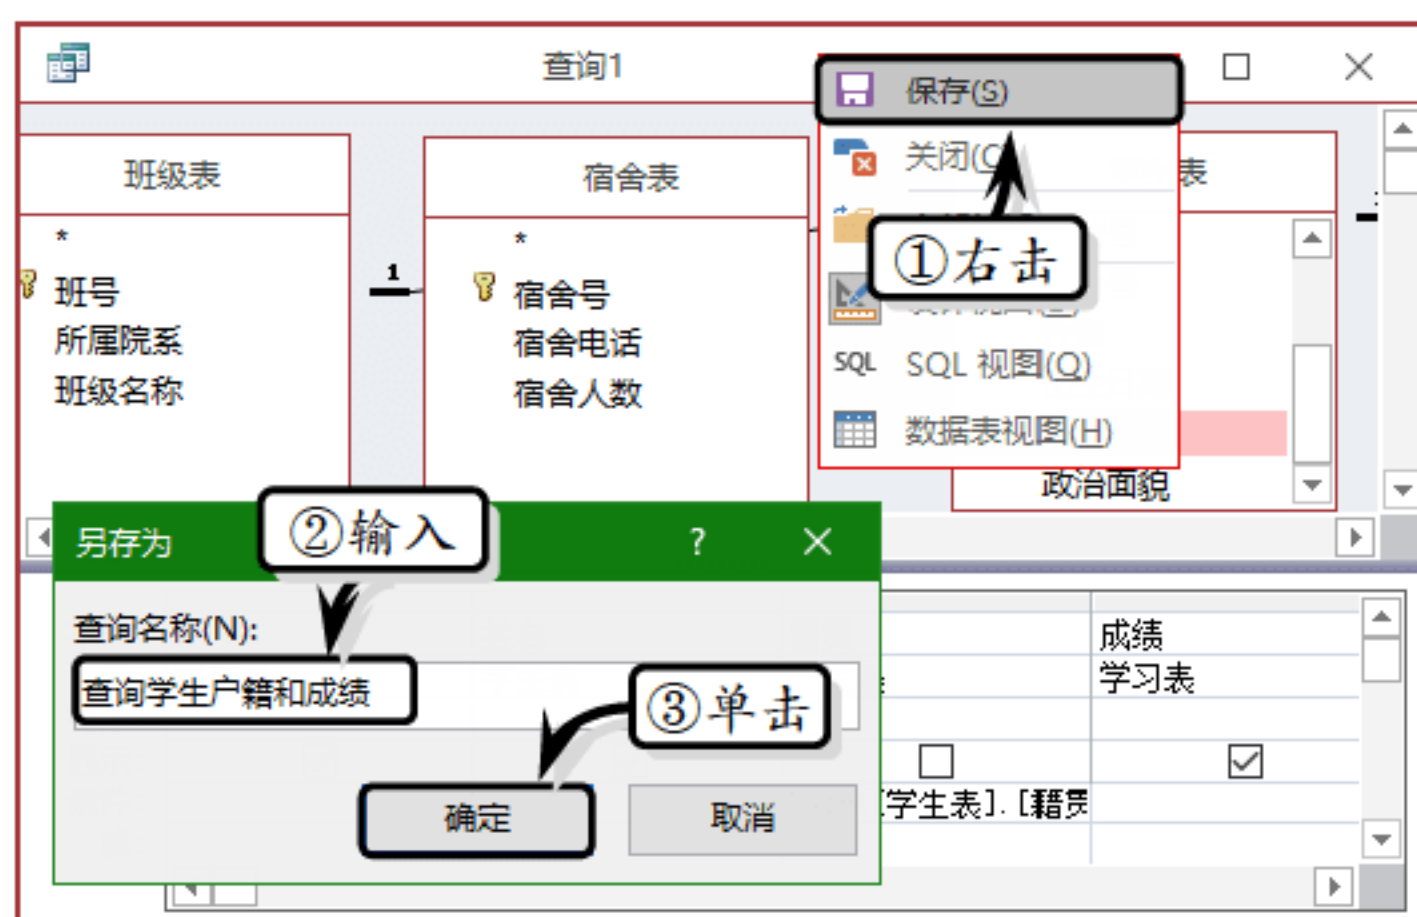 查询1
保存(S)
关闭(C
班级表
宿舍表
表
*
班号
所属院系
班级名称
1
*
宿舍号
宿舍电话
宿舍人数
①右击
SQL SQL 视图(Q)
数据表视图(H)
政治面貌
另存为
②输入
?
查询名称(N):
查询学生户籍和成绩
③单击
确定
取消
成绩
学习表
[学生表].[籍贯